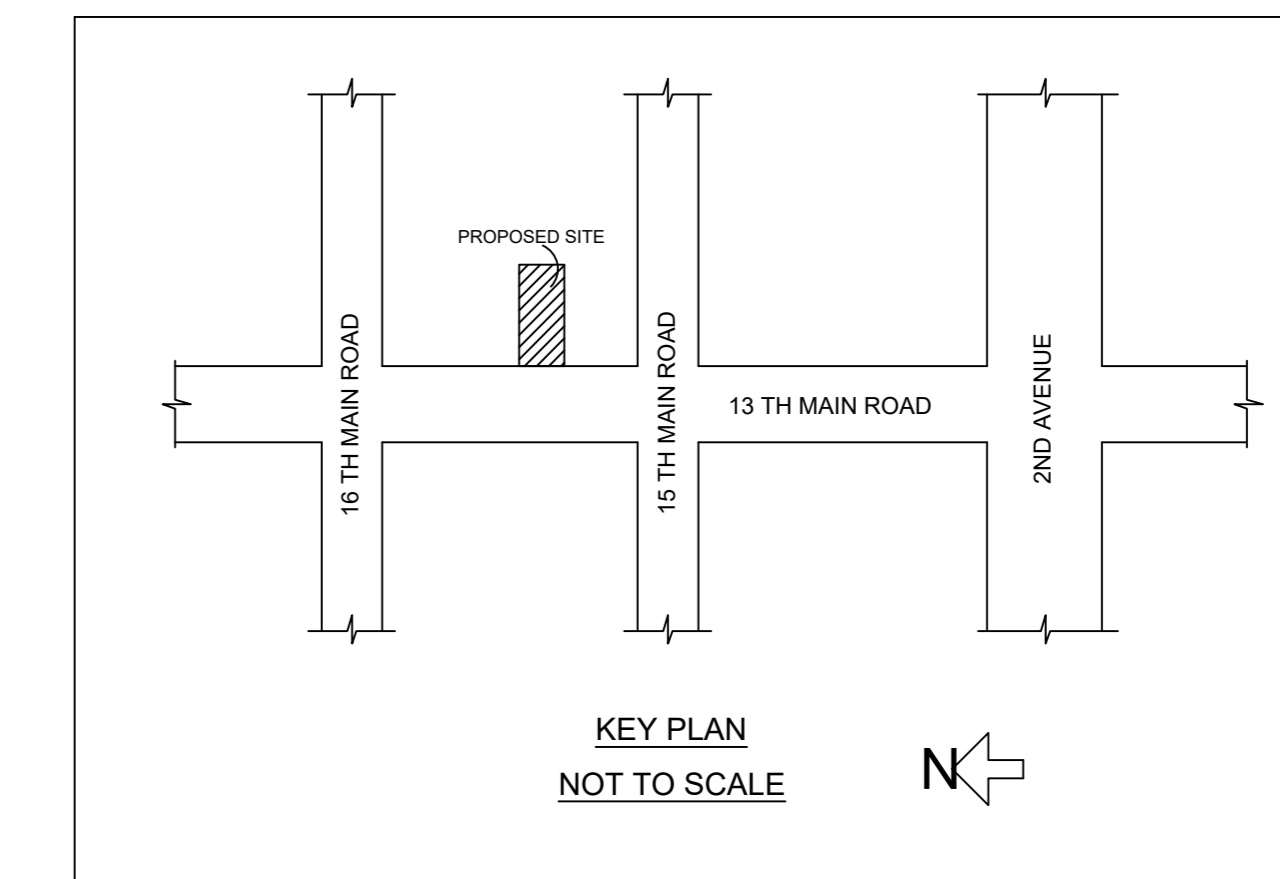 PROPOSED SITE
16 TH MAIN ROAD
15 TH MAIN ROAD
13 TH MAIN ROAD
2ND AVENUE
KEY PLAN
NOT TO SCALE
N